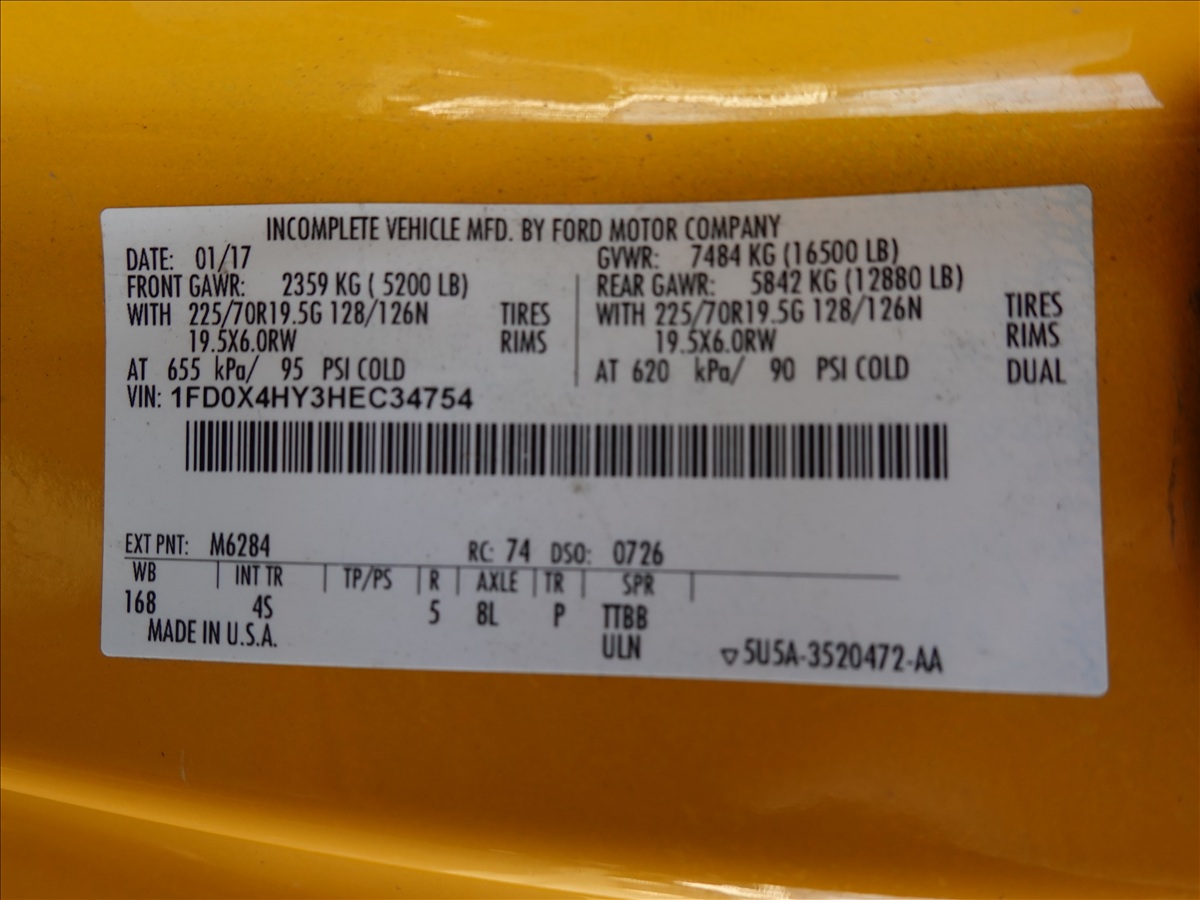 INCOMPLETE VEHICLE MFD. BY FORD MOTOR COMPANY
DATE: 01/17 GVWR: 7484 KG (16500 LB)
FRONT GAWR: 2359 KG ( 5200 LB) REAR GAWR: 5842 KG (12880 LB)
WITH 225/70R19.5G 128/126N TIRES WITH 225/70R19.5G 128/126N TIRES
19.5X6.0RW RIMS 19.5X6.0RW RIMS
AT 655 kPa/ 95 PSI COLD AT 620 kPa/ 90 PSI COLD DUAL
VIN: 1FD0X4HY3HEC34754
EXT PNT: M6284 RC: 74 DSO: 0726
WB | INT TR | TP/PS | R | AXLE | TR | SPR |
168 4S 5 8L P TTBB
MADE IN U.S.A. ULN ▽5U5A-3520472-AA